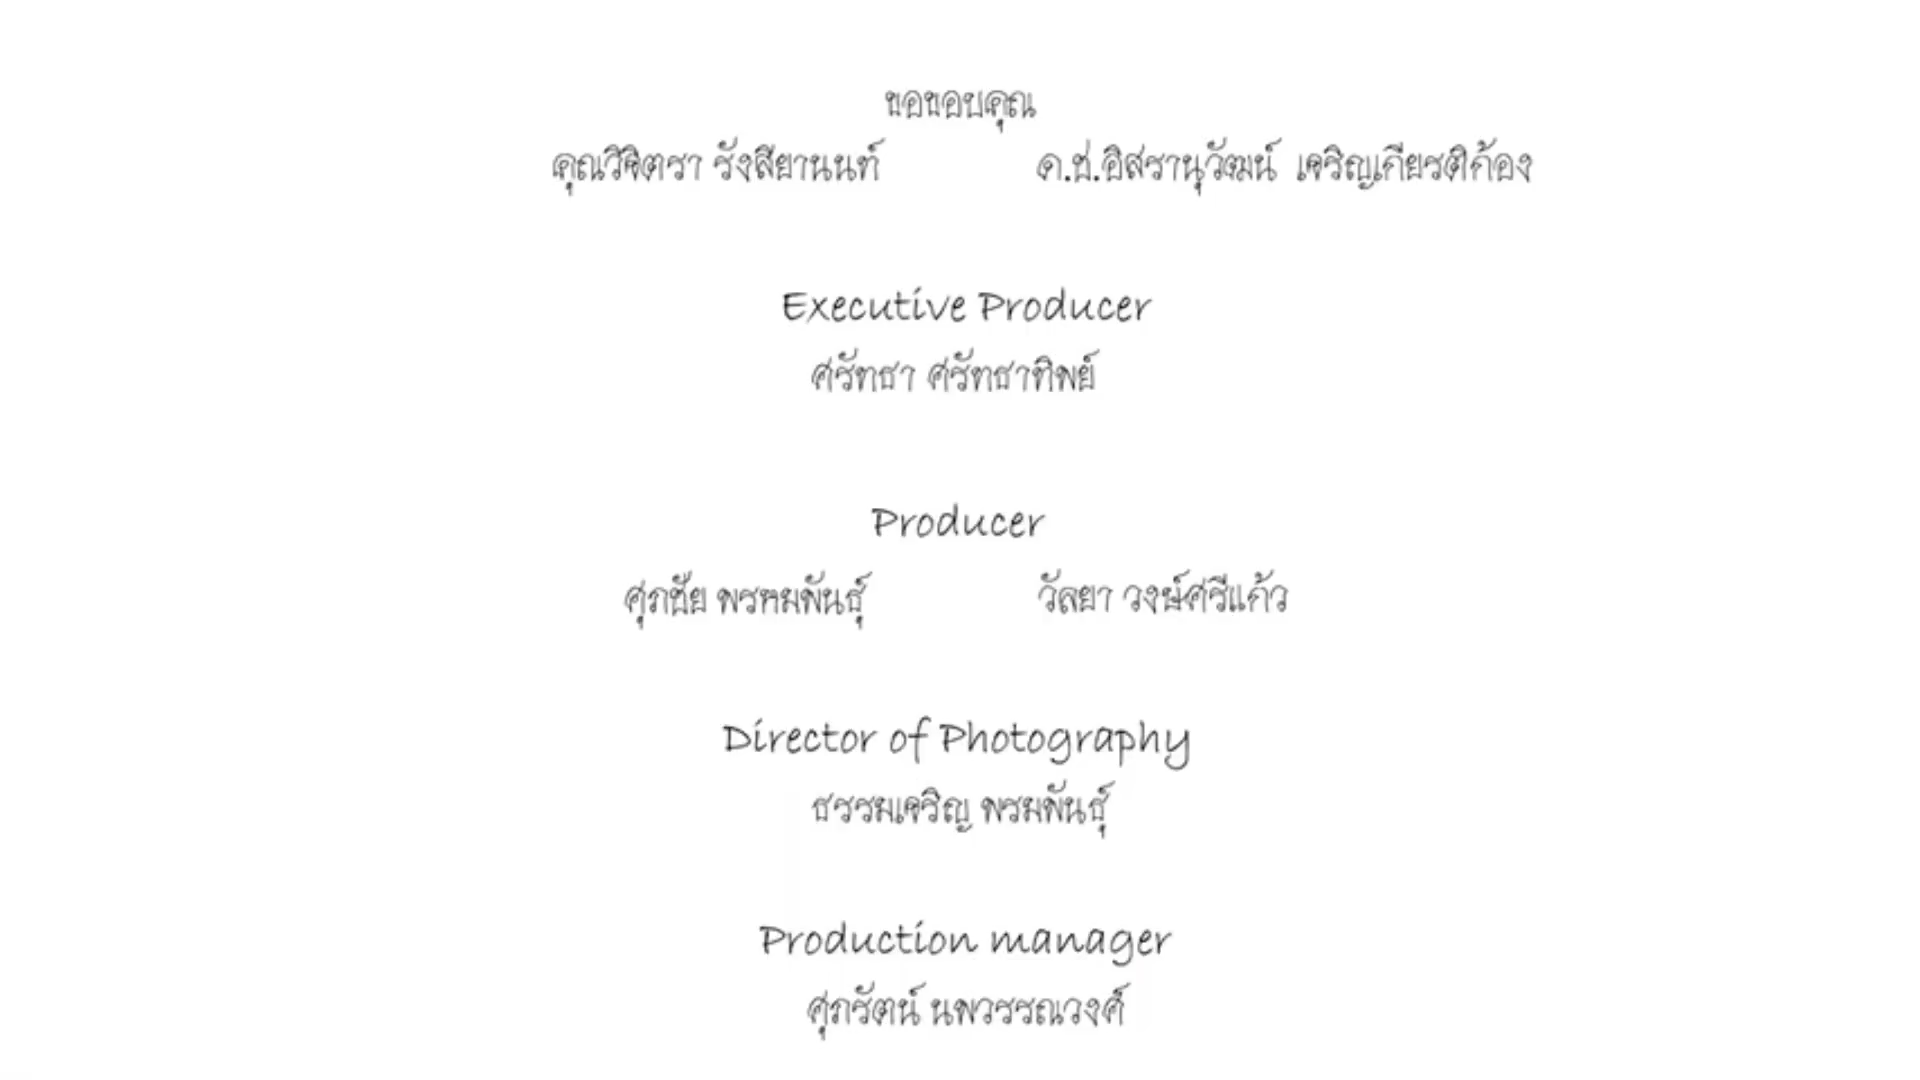 ขอขอบคุณ
คุณวิจิตรา รังสียานนท์ ด.ช.อิสรานุวัฒน์ เจริญเกียรติก้อง
Executive Producer
ศรัทธา ศรัทธาทิพย์
Producer
ศุภชัย พรหมพันธุ์ วัลยา วงษ์ศรีแก้ว
Director of Photography
ธรรมเจริญ พรมพันธุ์
Production manager
ศุภรัตน์ นพวรรณวงศ์